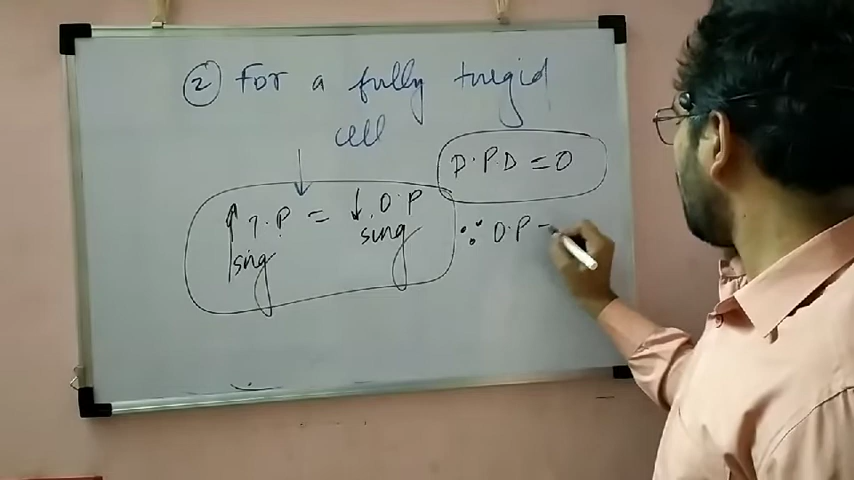 ② For a fully turgid
cell
D.P.D = 0
↑ T.P = ↓ O.P
sing sing
∵ O.P -